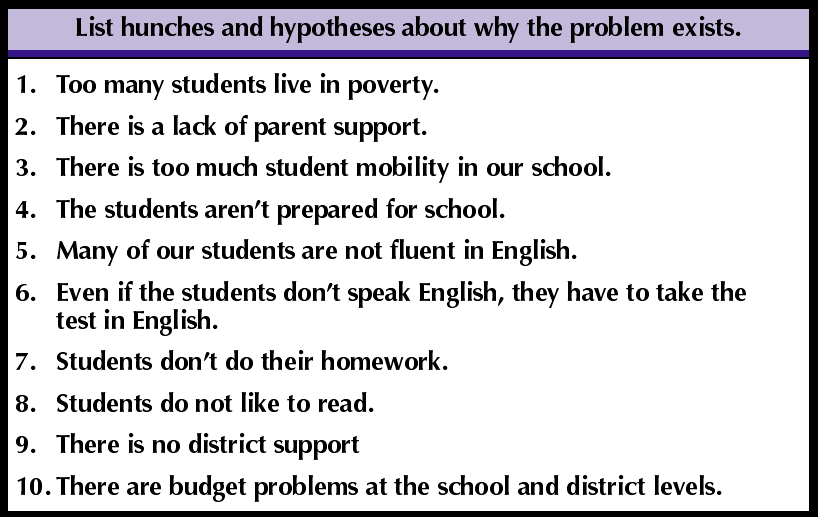 List hunches and hypotheses about why the problem exists.
1. Too many students live in poverty.
2. There is a lack of parent support.
3. There is too much student mobility in our school.
4. The students aren’t prepared for school.
5. Many of our students are not fluent in English.
6. Even if the students don’t speak English, they have to take the
test in English.
7. Students don’t do their homework.
8. Students do not like to read.
9. There is no district support
10. There are budget problems at the school and district levels.